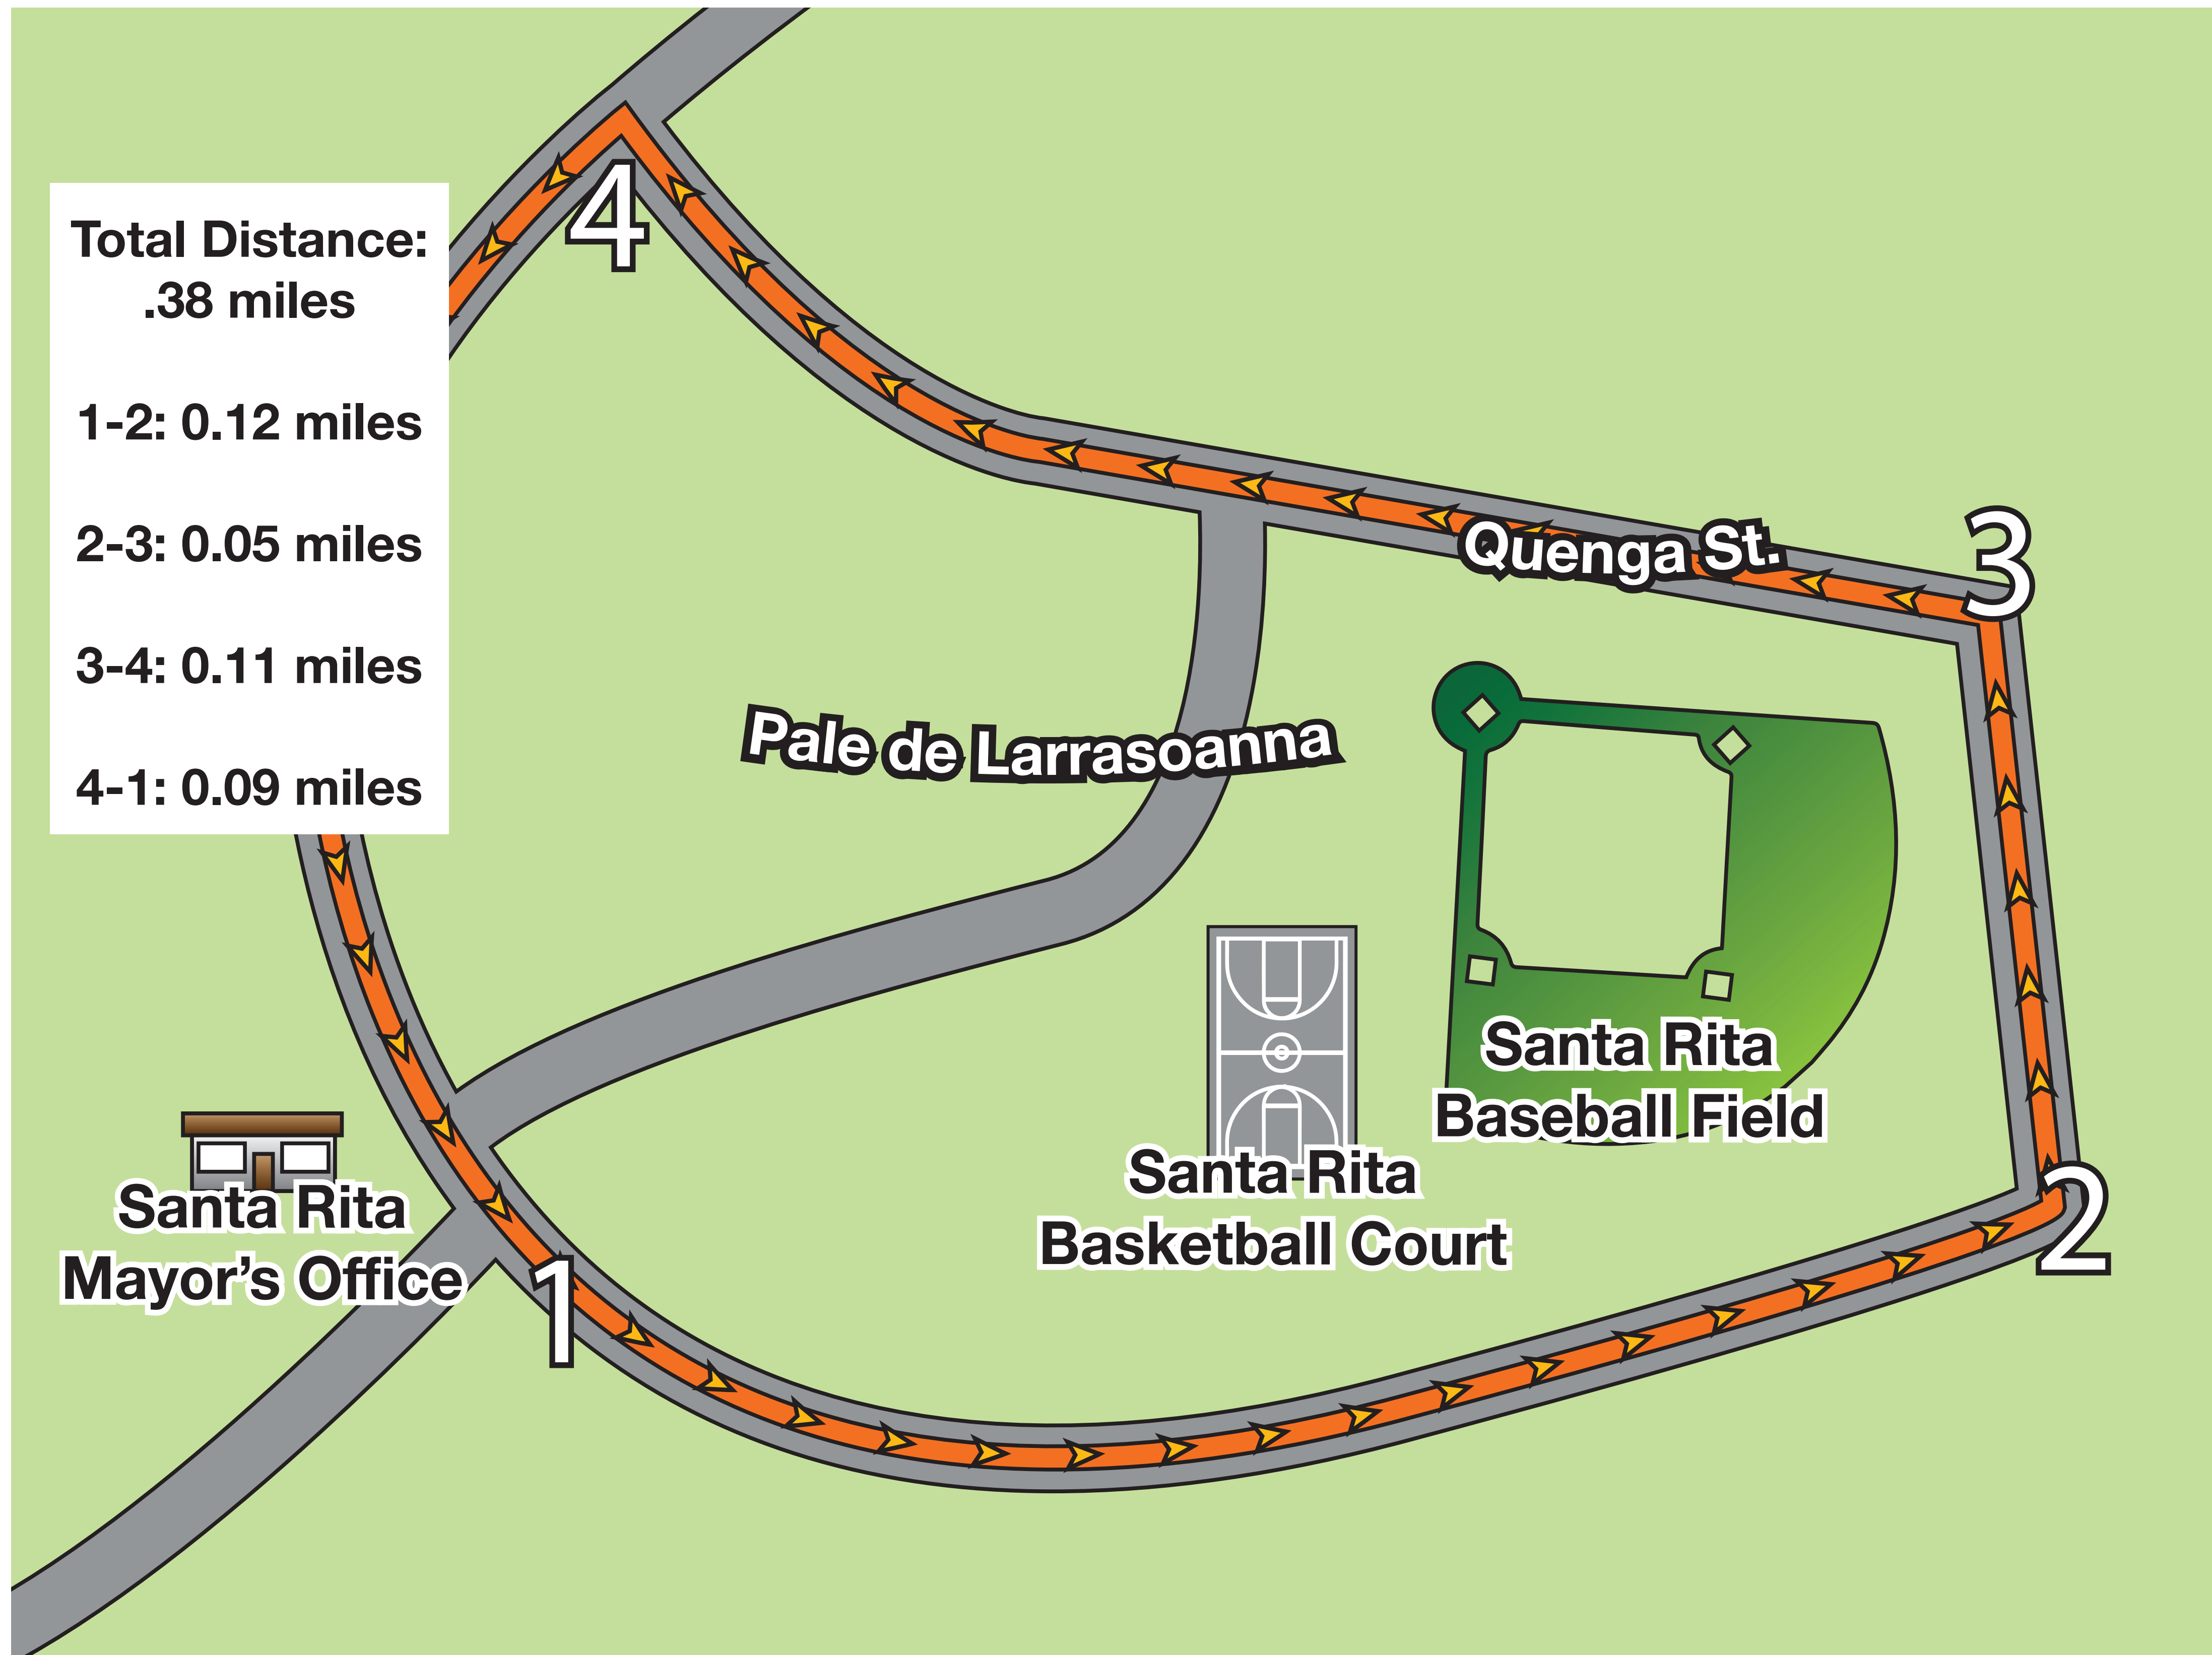 Total Distance:
.38 miles
1-2: 0.12 miles
2-3: 0.05 miles
3-4: 0.11 miles
4-1: 0.09 miles
4
3
Quenga St.
Pale de Larrasoanna
Santa Rita
Baseball Field
Santa Rita
Basketball Court
Santa Rita
Mayor's Office
1
2